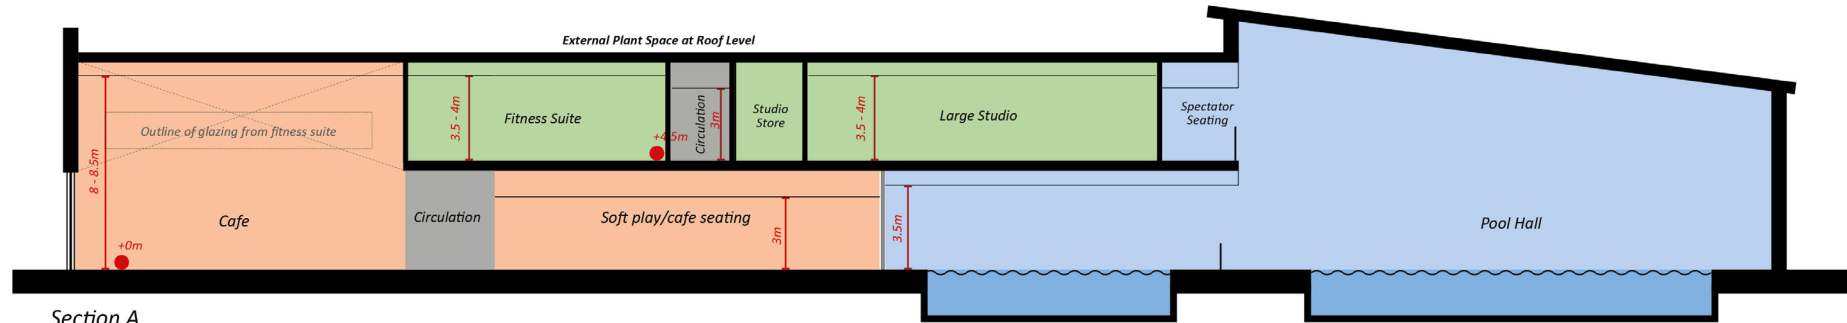 External Plant Space at Roof Level
Outline of glazing from fitness suite
8 - 8.5m
Cafe
+0m
3.5 - 4m
Fitness Suite
+4.5m
Circulation
3m
Studio
Store
3.5 - 4m
Large Studio
Spectator
Seating
Circulation
Soft play/cafe seating
3m
3.5m
Pool Hall
Section A